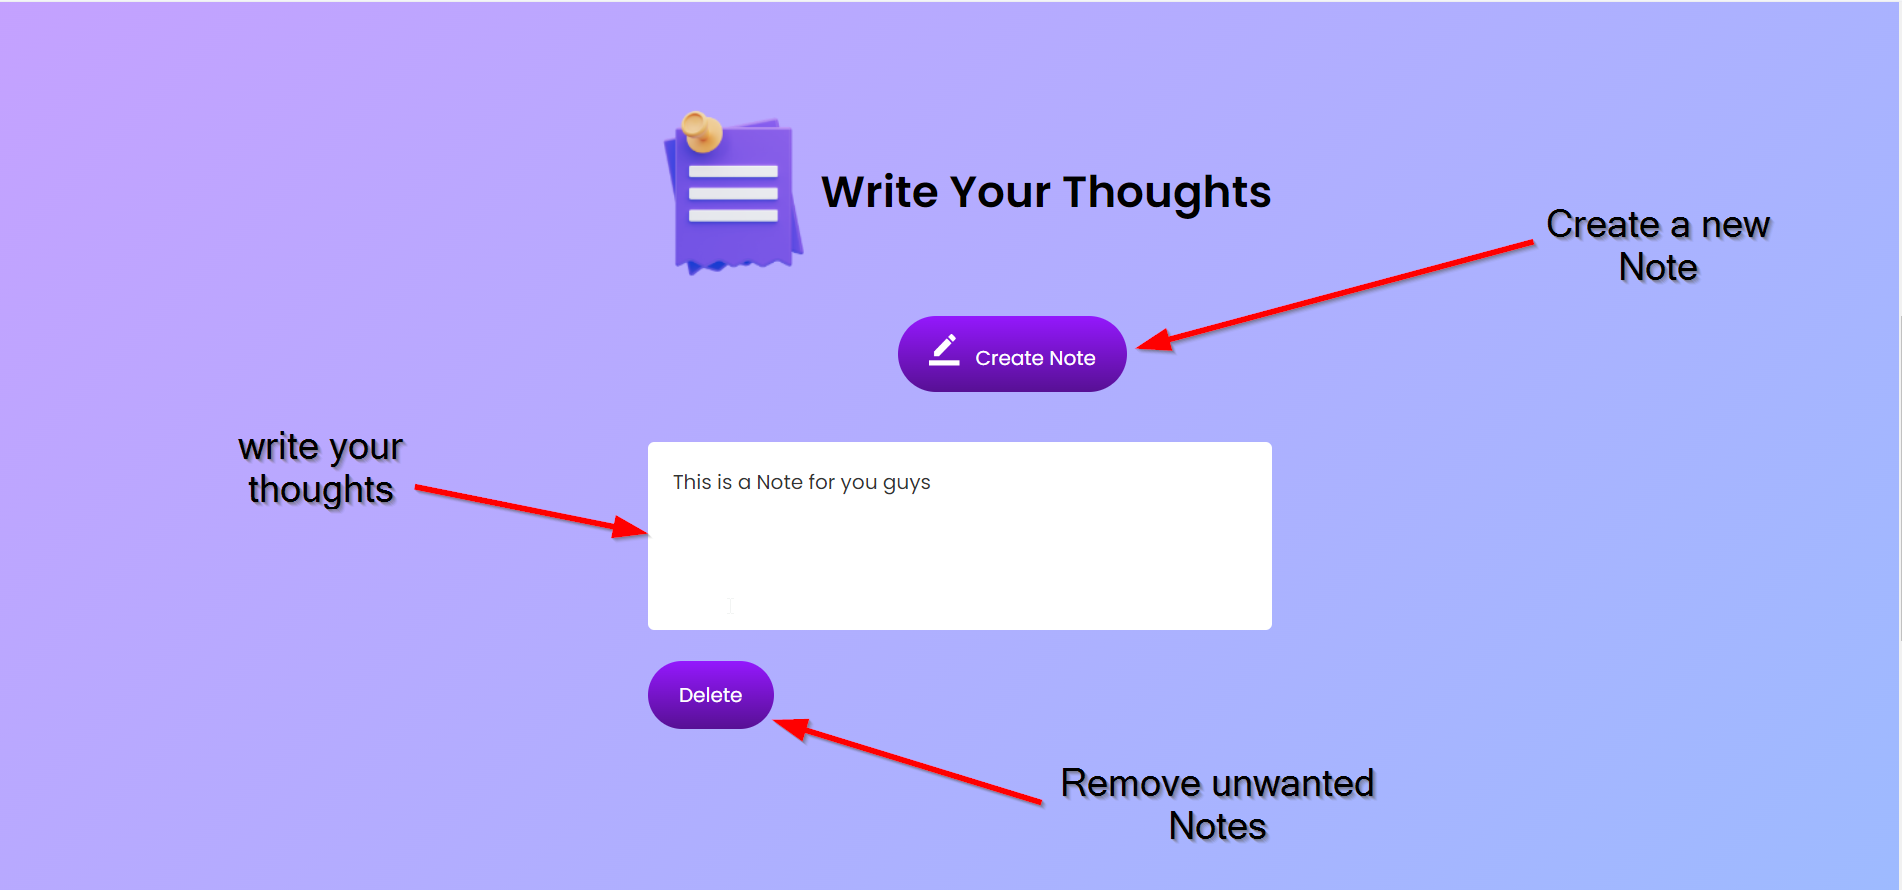 Write Your Thoughts
Create a new
Note
Create Note
write your
thoughts
This is a Note for you guys
Delete
Remove unwanted
Notes